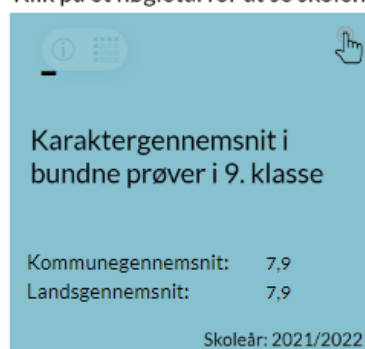 Karaktergennemsnit i
bundne prøver i 9. klasse
Kommunegennemsnit: 7,9
Landsgennemsnit: 7,9
Skoleår: 2021/2022